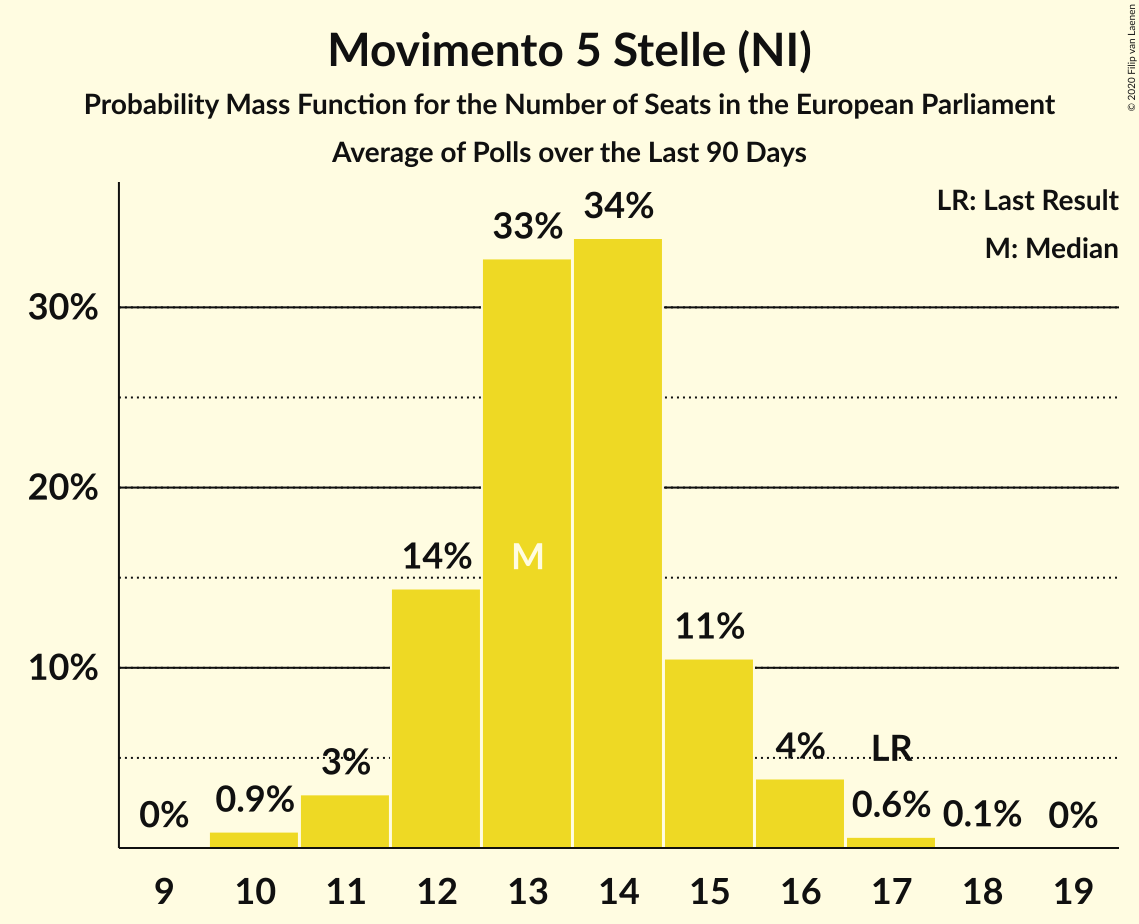 Movimento 5 Stelle (NI)
Probability Mass Function for the Number of Seats in the European Parliament
Average of Polls over the Last 90 Days
© 2020 Filip van Laenen
LR: Last Result
M: Median
30%
20%
10%
0%
0.9%
3%
14%
33%
M
34%
11%
4%
LR
0.6%
0.1%
0%
9 10 11 12 13 14 15 16 17 18 19